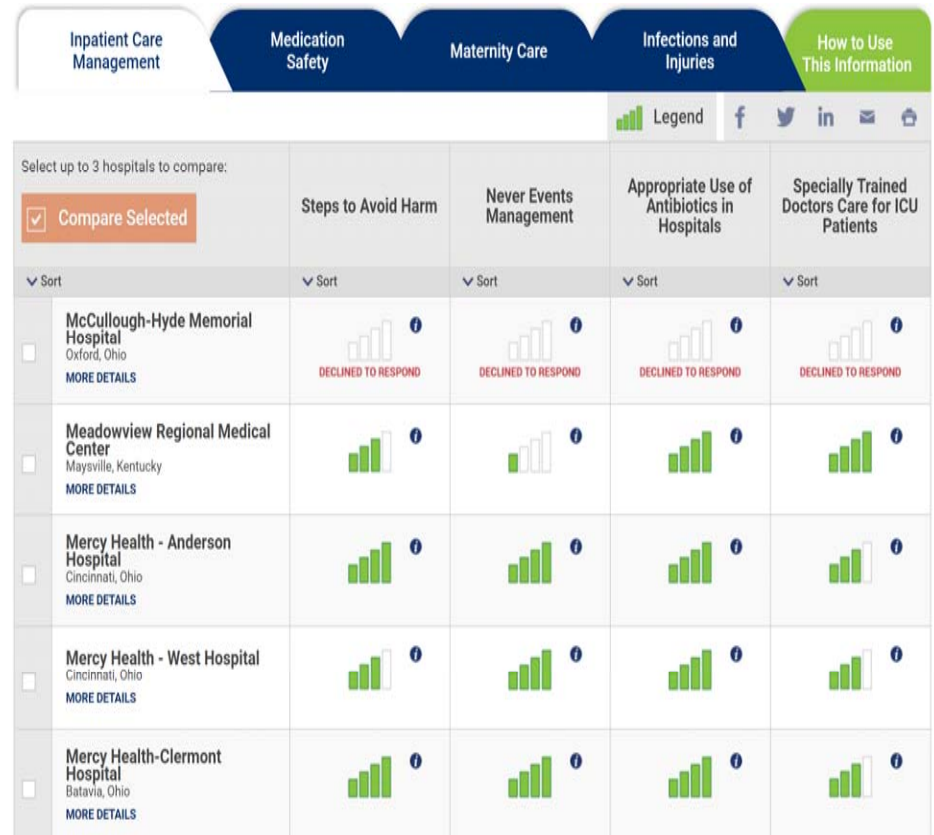 Inpatient Care
Management
Medication
Safety
Maternity Care
Infections and
Injuries
How to Use
This Information
Legend
Select up to 3 hospitals to compare:
Compare Selected
Steps to Avoid Harm
Never Events
Management
Appropriate Use of
Antibiotics in
Hospitals
Specially Trained
Doctors Care for ICU
Patients
Sort
Sort
Sort
Sort
Sort
McCullough-Hyde Memorial
Hospital
Oxford, Ohio
MORE DETAILS
DECLINED TO RESPOND
DECLINED TO RESPOND
DECLINED TO RESPOND
DECLINED TO RESPOND
Meadowview Regional Medical
Center
Maysville, Kentucky
MORE DETAILS
Mercy Health - Anderson
Hospital
Cincinnati, Ohio
MORE DETAILS
Mercy Health - West Hospital
Cincinnati, Ohio
MORE DETAILS
Mercy Health-Clermont
Hospital
Batavia, Ohio
MORE DETAILS